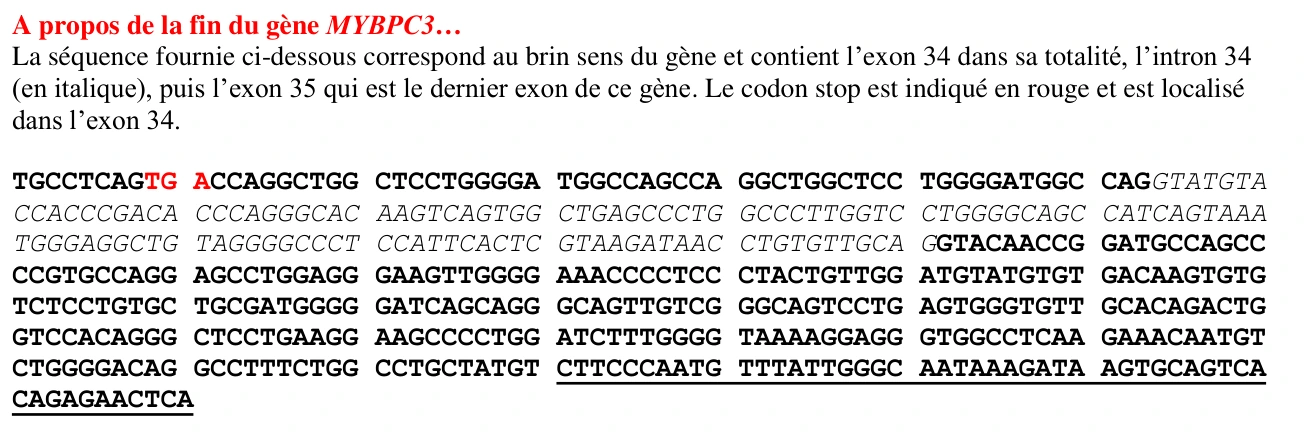 A propos de la fin du gène MYBPC3…
La séquence fournie ci-dessous correspond au brin sens du gène et contient l’exon 34 dans sa totalité, l’intron 34
(en italique), puis l’exon 35 qui est le dernier exon de ce gène. Le codon stop est indiqué en rouge et est localisé
dans l’exon 34.
TGCCTCAGTG ACCAGGCTGG CTCCTGGGGA TGGCCAGCCA GGCTGGCTCC TGGGGATGGC CAGGTATGTA
CCACCCGACA CCCAGGGCAC AAGTCAGTGG CTGAGCCCTG GCCCTTGGTC CTGGGGCAGC CATCAGTAAA
TGGGAGGCTG TAGGGGCCCT CCATTCACTC GTAAGATAAC CTGTGTTGCA GGTACAACCG GATGCCAGCC
CCGTGCCAGG AGCCTGGAGG GAAGTTGGGG AAACCCCTCC CTACTGTTGG ATGTATGTGT GACAAGTGTG
TCTCCTGTGC TGCGATGGGG GATCAGCAGG GCAGTTGTCG GGCAGTCCTG AGTGGGTGTT GCACAGACTG
GTCCACAGGG CTCCTGAAGG AAGCCCCTGG ATCTTTGGGG TAAAAGGAGG GTGGCCTCAA GAAACAATGT
CTGGGGACAG GCCTTTCTGG CCTGCTATGT CTTCCCAATG TTTATTGGGC AATAAAGATA AGTGCAGTCA
CAGAGAACTCA